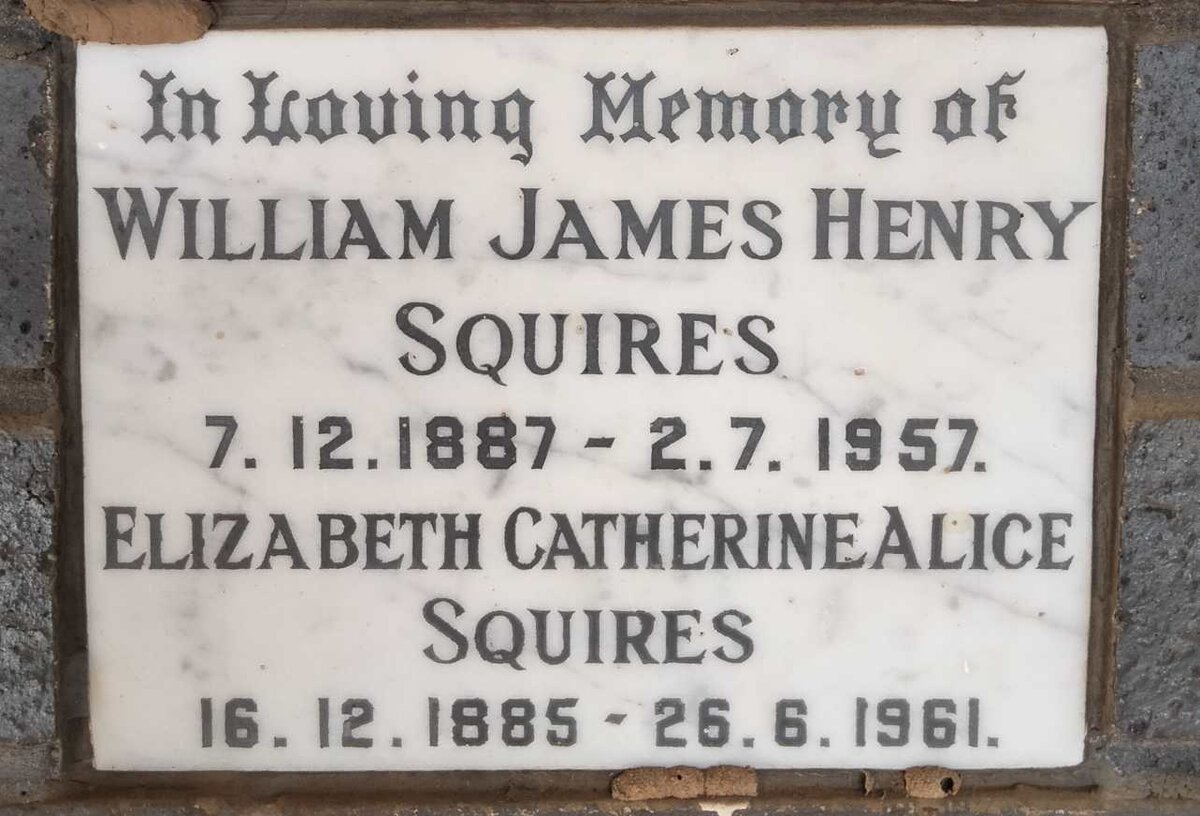 In Loving Memory of
WILLIAM JAMES HENRY
SQUIRES
7.12.1887 - 2.7.1957.
ELIZABETH CATHERINE ALICE
SQUIRES
16.12.1885 - 26.6.1961.